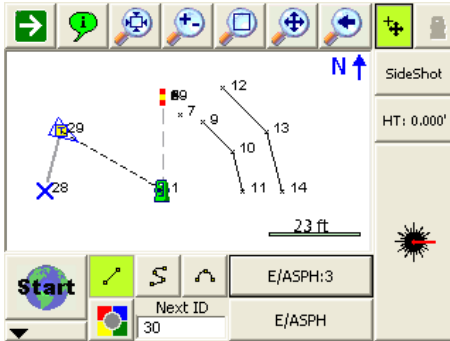 N
SideShot
HT: 0.000'
12
7
9
29
13
10
28
1
11
14
23 ft
Start
E/ASPH:3
Next ID
30
E/ASPH